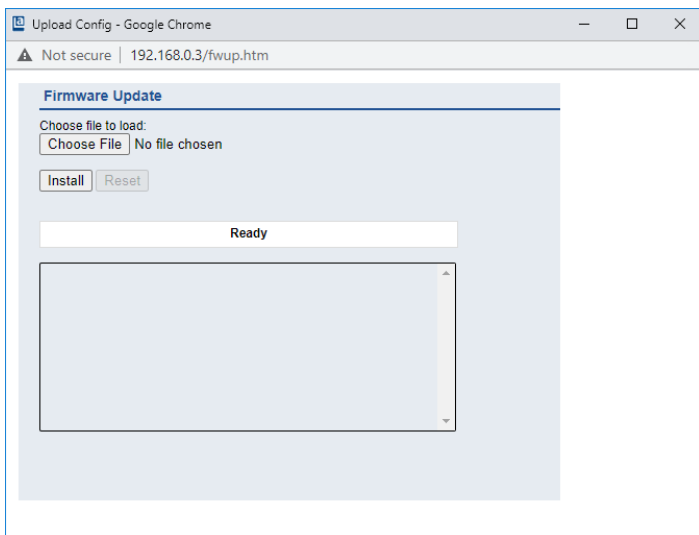 Upload Config - Google Chrome
Not secure | 192.168.0.3/fwup.htm
Firmware Update
Choose file to load:
Choose File No file chosen
Install Reset
Ready